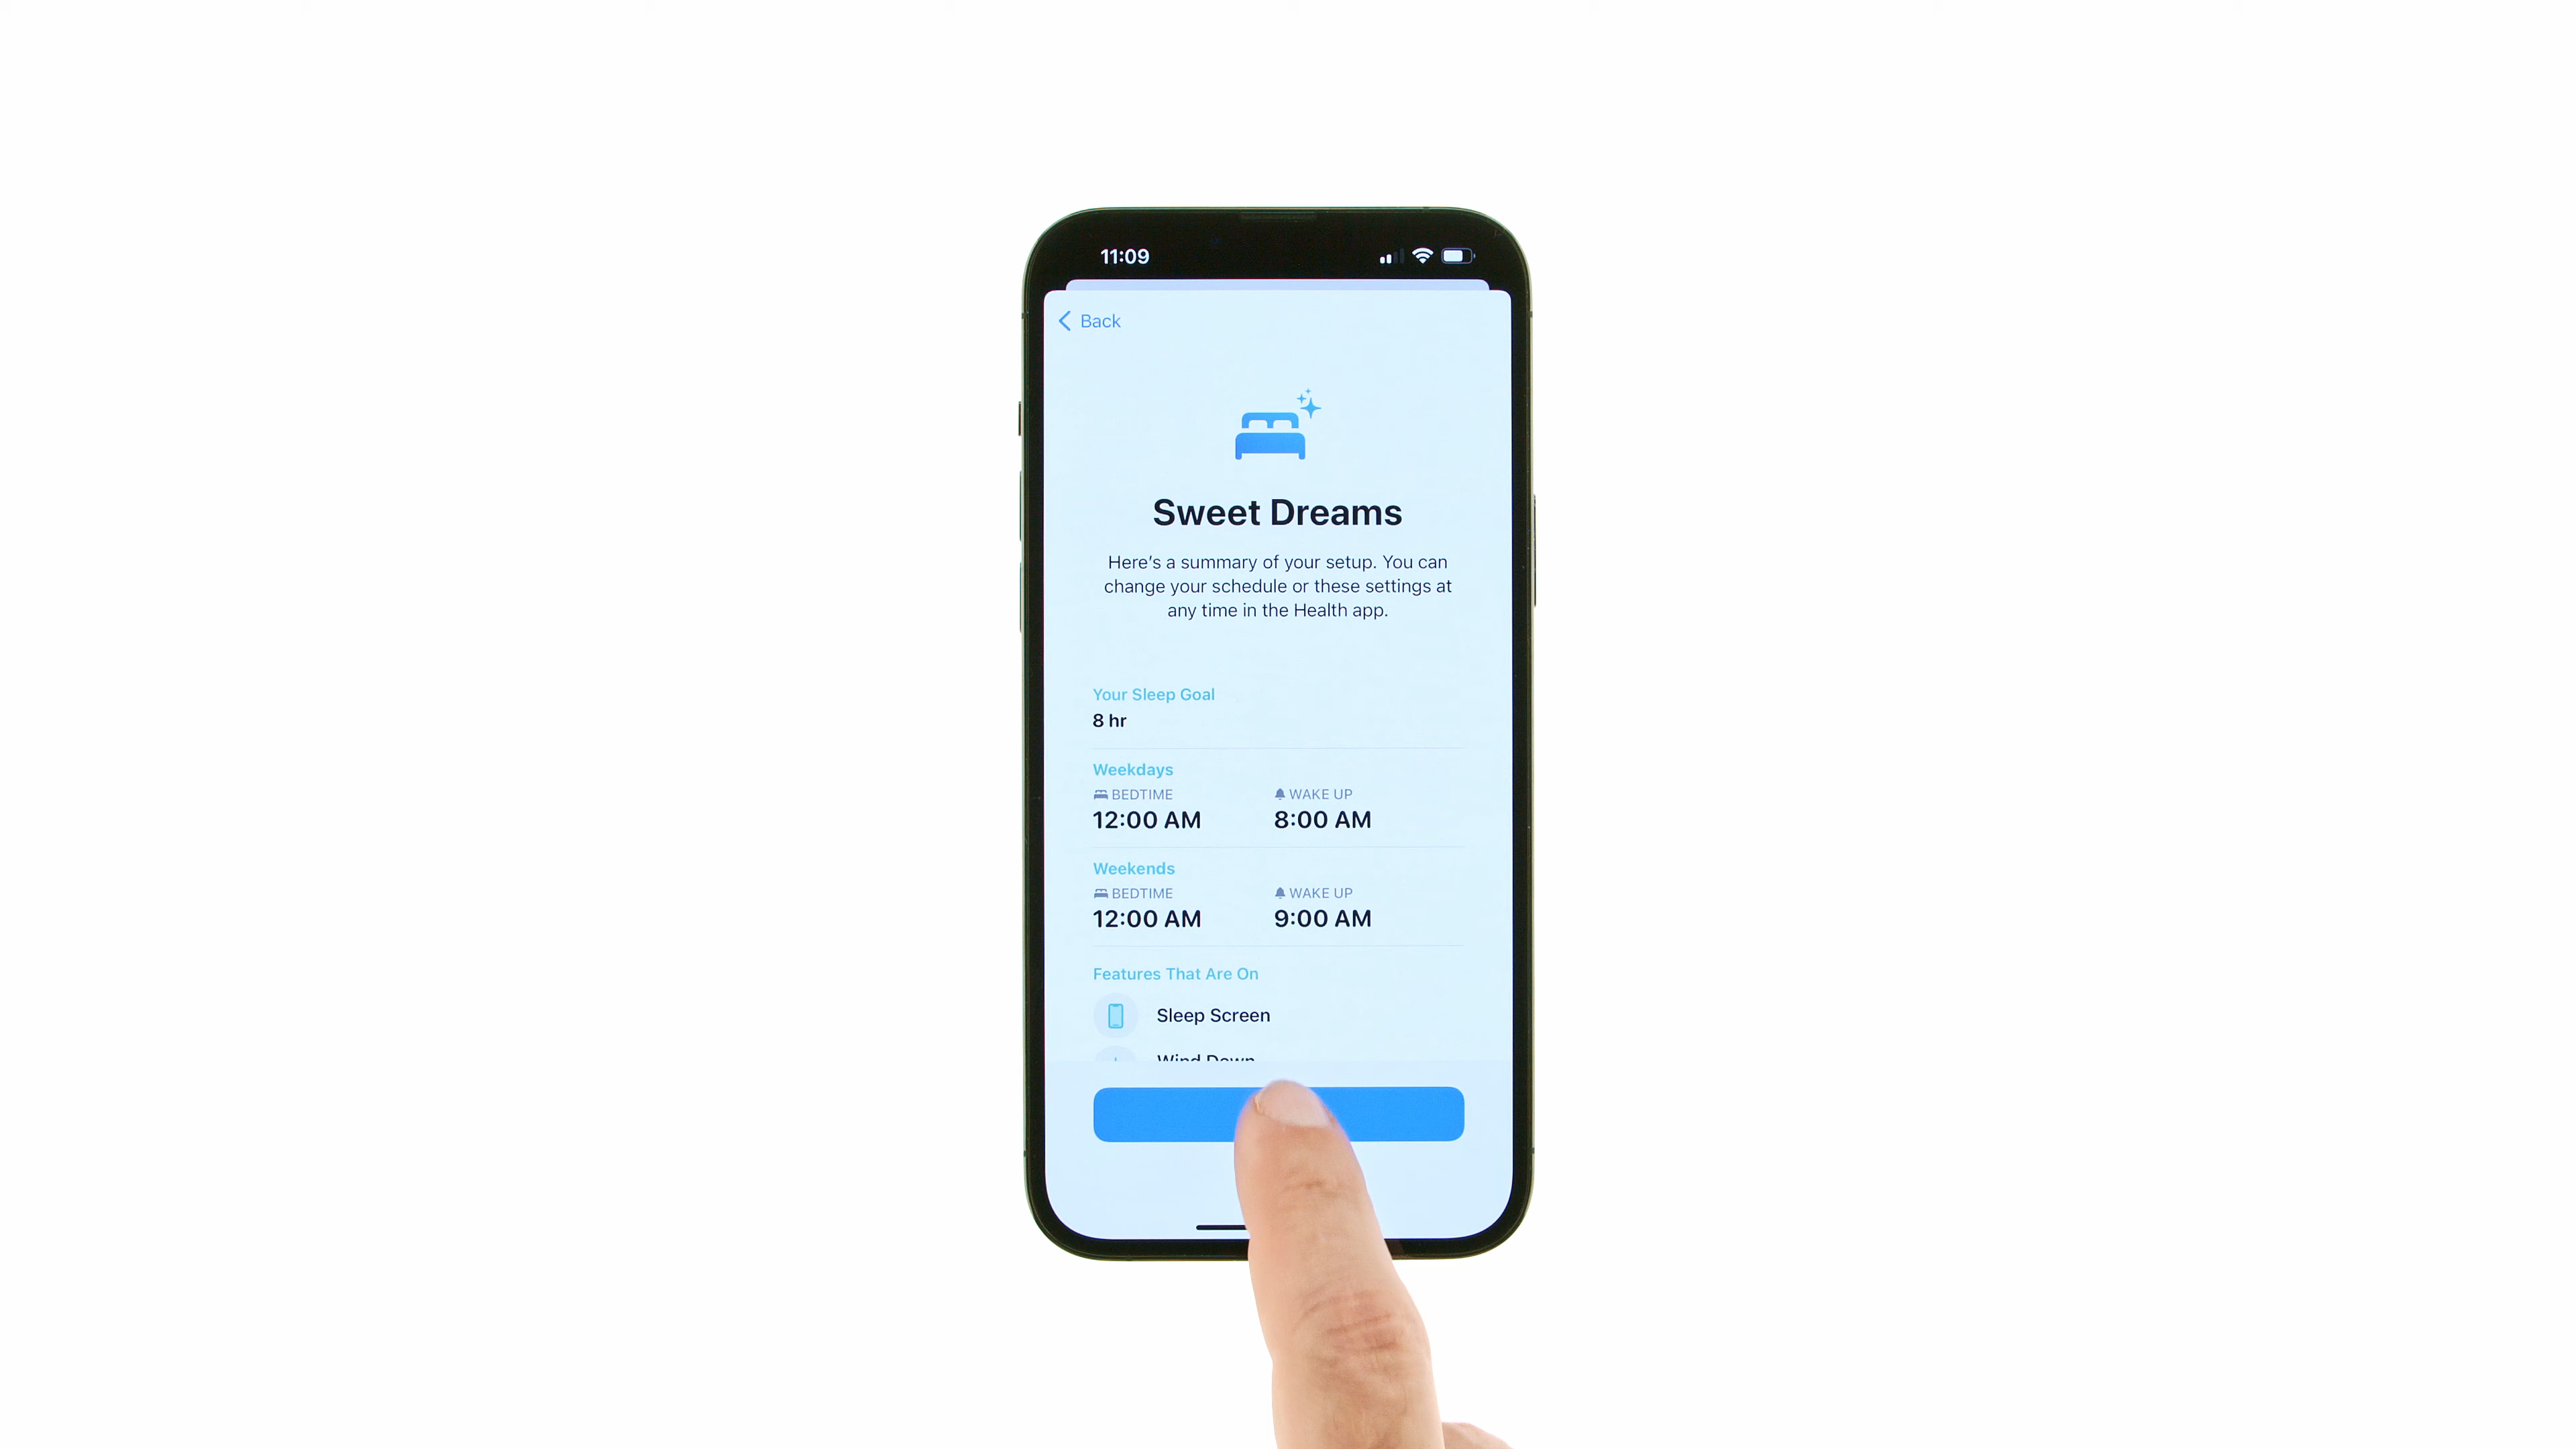 11:09
Back
Sweet Dreams
Here's a summary of your setup. You can
change your schedule or these settings at
any time in the Health app.
Your Sleep Goal
8 hr
Weekdays
BEDTIME
WAKE UP
12:00 AM
8:00 AM
Weekends
BEDTIME
WAKE UP
12:00 AM
9:00 AM
Features That Are On
Sleep Screen
Wind Down